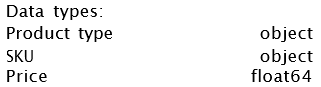 Data types:
Product type object
SKU object
Price float64